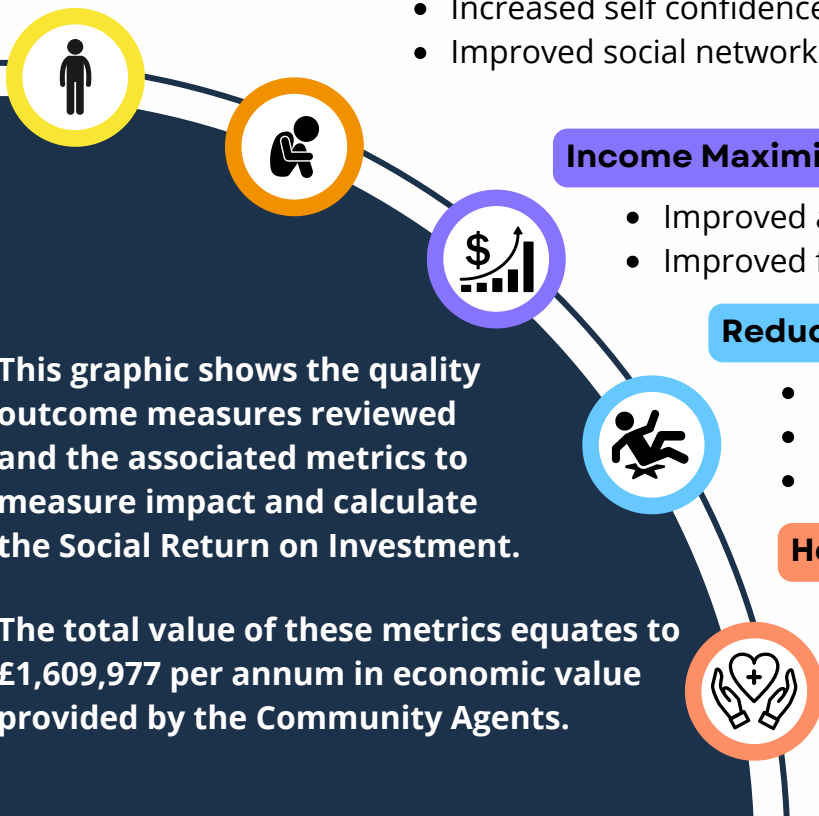 Increased self confidence
Improved social network
Income
Improved
Improved
This graphic shows the quality
outcome measures reviewed
and the associated metrics to
measure impact and calculate
the Social Return on Investment.
The total value of these metrics equates to
£1,609,977 per annum in economic value
provided by the Community Agents.
$